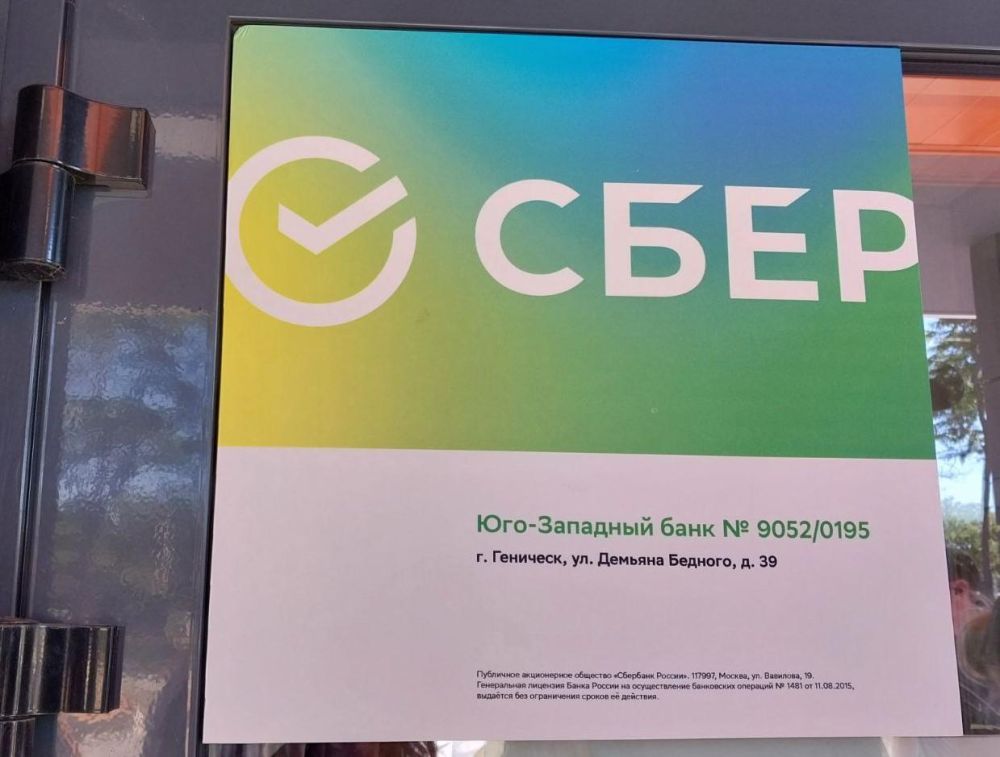 СБЕР
Юго-Западный банк № 9052/0195
г. Геническ, ул. Демьяна Бедного, д. 39
Публичное акционерное общество «Сбербанк России». 117997, Москва, ул. Вавилова, 19.
Генеральная лицензия Банка России на осуществление банковских операций № 1481 от 11.08.2015,
выдаётся без ограничения сроков её действия.